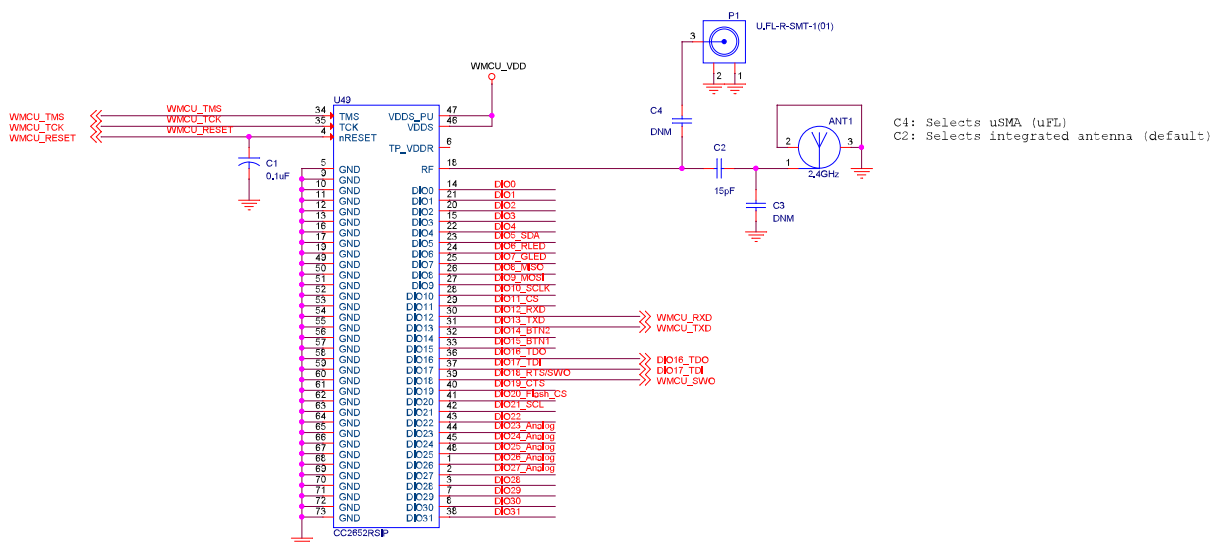 P1
U.FL-R-SMT-1(01)
3
2
1
WMCU_VDD
C4
DNM
ANT1
2
3
1
2.4GHz
C4: Selects uSMA (uFL)
C2: Selects integrated antenna (default)
C2
15pF
C3
DNM
U49
WMCU_TMS WMCU_TMS 34 TMS VDDS_PU 47
WMCU_TCK WMCU_TCK 35 TCK VDDS 46
WMCU_RESET WMCU_RESET 4 nRESET
TP_VDDR 6
C1
0.1uF
5 GND RF 18
9 GND
10 GND DIO0 14 DIO0
11 GND DIO1 21 DIO1
12 GND DIO2 20 DIO2
13 GND DIO3 15 DIO3
16 GND DIO4 22 DIO4
17 GND DIO5 23 DIO5_SDA
19 GND DIO6 24 DIO6_RLED
49 GND DIO7 25 DIO7_GLED
50 GND DIO8 26 DIO8_MISO
51 GND DIO9 27 DIO9_MOSI
52 GND DIO10 28 DIO10_SCLK
53 GND DIO11 29 DIO11_CS
54 GND DIO12 30 DIO12_RXD WMCU_RXD
55 GND DIO13 31 DIO13_TXD WMCU_TXD
56 GND DIO14 32 DIO14_BTN2
57 GND DIO15 33 DIO15_BTN1
58 GND DIO16 36 DIO16_TDO DIO16_TDO
59 GND DIO17 37 DIO17_TDI DIO17_TDI
60 GND DIO18 39 DIO18_RTS/SWO WMCU_SWO
61 GND DIO19 40 DIO19_CTS
62 GND DIO20 41 DIO20_Flash_CS
63 GND DIO21 42 DIO21_SCL
64 GND DIO22 43 DIO22
65 GND DIO23 44 DIO23_Analog
66 GND DIO24 45 DIO24_Analog
67 GND DIO25 48 DIO25_Analog
68 GND DIO26 1 DIO26_Analog
69 GND DIO27 2 DIO27_Analog
70 GND DIO28 3 DIO28
71 GND DIO29 7 DIO29
72 GND DIO30 8 DIO30
73 GND DIO31 38 DIO31
CC2652RSIP